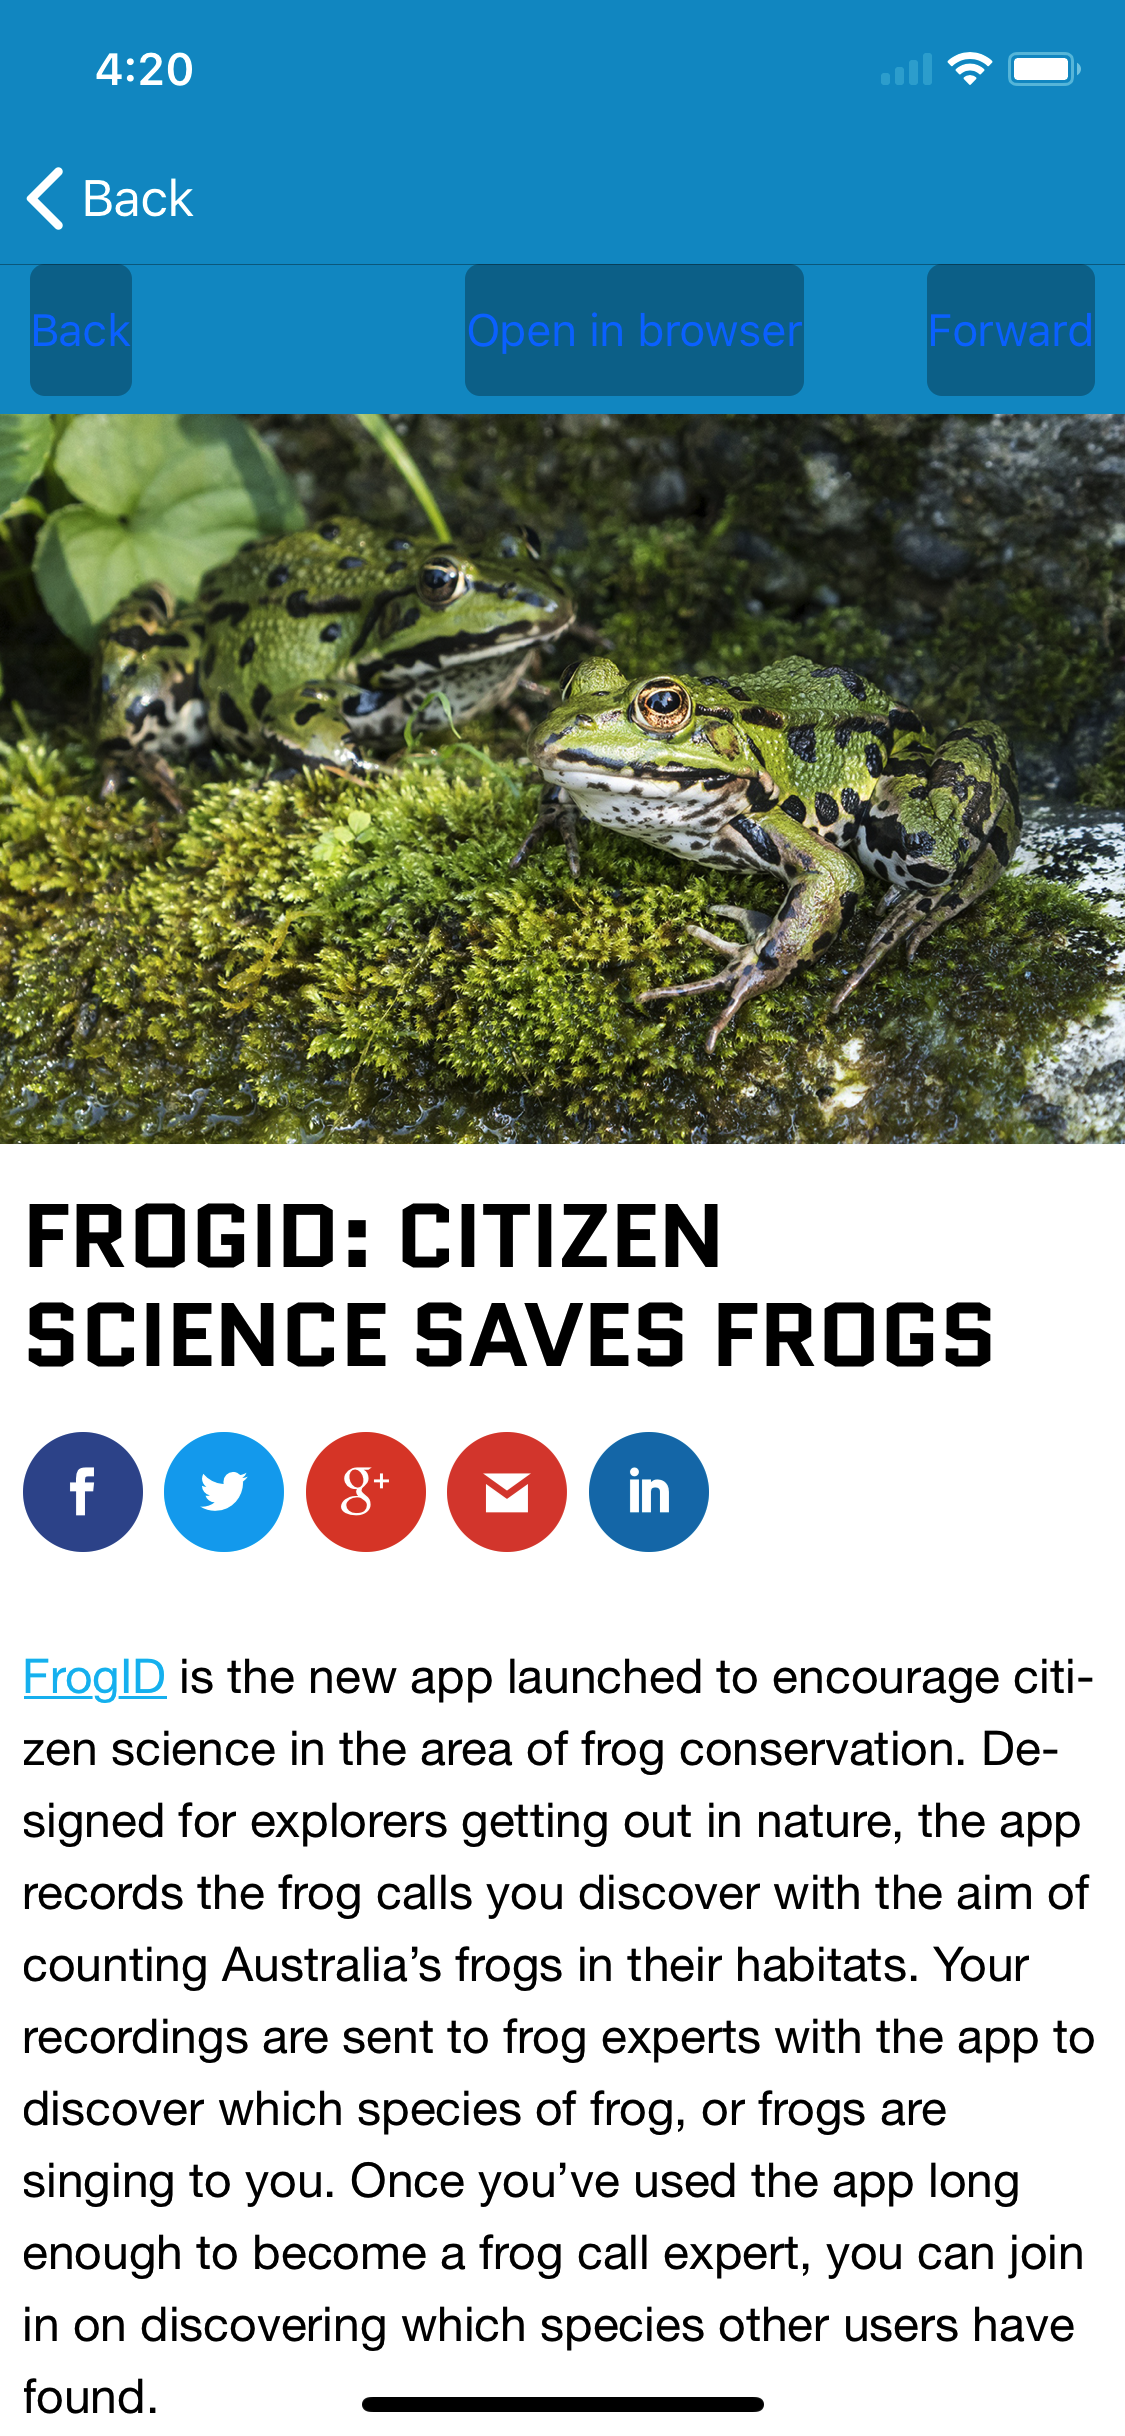 4:20
Back
Back Open in browser Forward
FROGID: CITIZEN
SCIENCE SAVES FROGS
f g+ in
FrogID is the new app launched to encourage citi-
zen science in the area of frog conservation. De-
signed for explorers getting out in nature, the app
records the frog calls you discover with the aim of
counting Australia’s frogs in their habitats. Your
recordings are sent to frog experts with the app to
discover which species of frog, or frogs are
singing to you. Once you’ve used the app long
enough to become a frog call expert, you can join
in on discovering which species other users have
found.